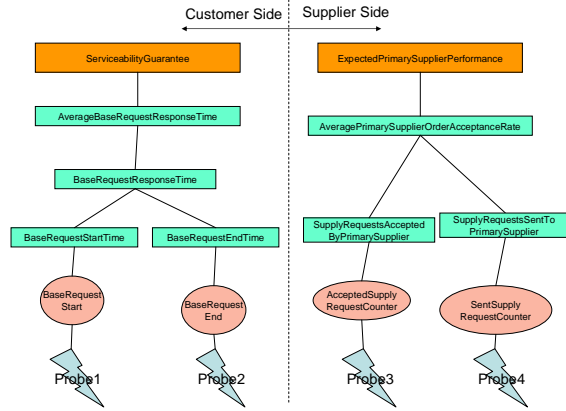 Customer Side
Supplier Side
ServiceabilityGuarantee
ExpectedPrimarySupplierPerformance
AverageBaseRequestResponseTime
AveragePrimarySupplierOrderAcceptanceRate
BaseRequestResponseTime
BaseRequestStartTime
BaseRequestEndTime
SupplyRequestsAccepted
ByPrimarySupplier
SupplyRequestsSentTo
PrimarySupplier
BaseRequest
Start
BaseRequest
End
AcceptedSupply
RequestCounter
SentSupply
RequestCounter
Probe1
Probe2
Probe3
Probe4